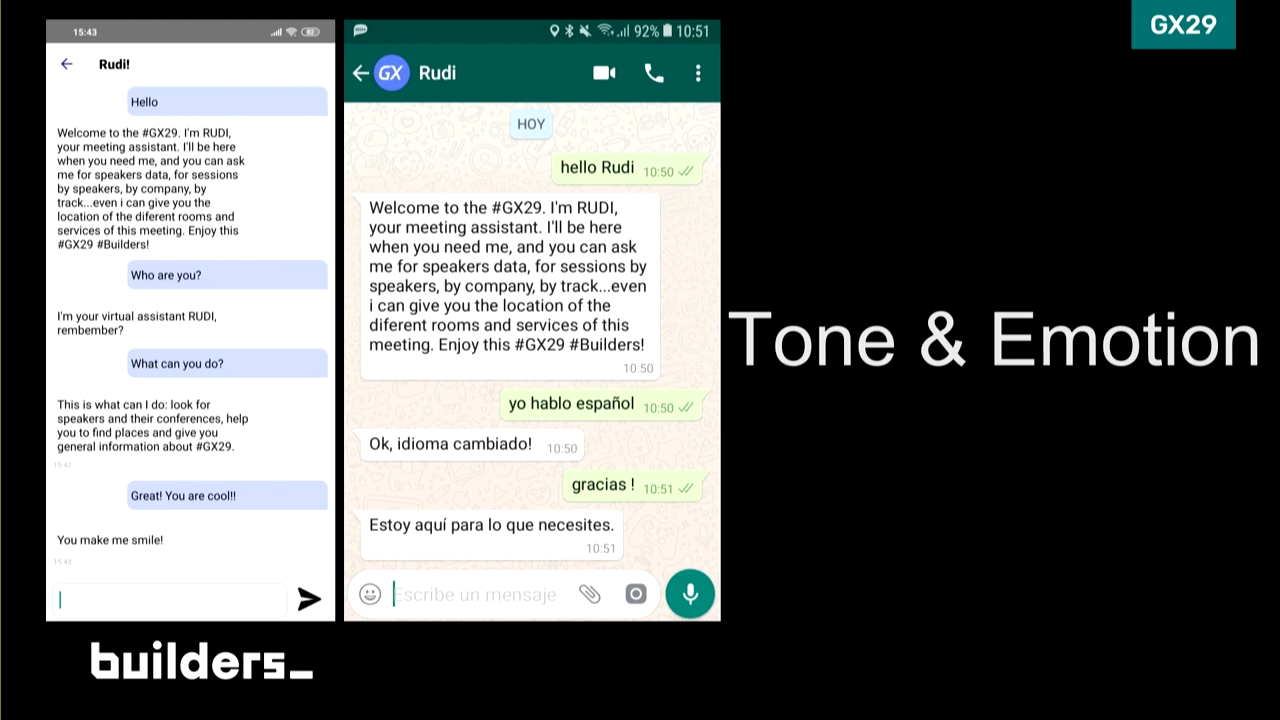 GX29
15:43
82
Rudi!
Hello
Welcome to the #GX29. I'm RUDI,
your meeting assistant. I'll be here
when you need me, and you can ask
me for speakers data, for sessions
by speakers, by company, by
track...even i can give you the
location of the diferent rooms and
services of this meeting. Enjoy this
#GX29 #Builders!
Who are you?
I'm your virtual assistant RUDI,
remember?
What can you do?
This is what can I do: look for
speakers and their conferences, help
you to find places and give you
general information about #GX29.
15:42
Great! You are cool!!
You make me smile!
15:43
92% 10:51
GX Rudi
HOY
hello Rudi 10:50
Welcome to the #GX29. I'm RUDI,
your meeting assistant. I'll be here
when you need me, and you can ask
me for speakers data, for sessions by
speakers, by company, by track...even
i can give you the location of the
diferent rooms and services of this
meeting. Enjoy this #GX29 #Builders!
10:50
yo hablo español 10:50
Ok, idioma cambiado! 10:50
gracias ! 10:51
Estoy aquí para lo que necesites.
10:51
Escribe un mensaje
Tone & Emotion
builders_